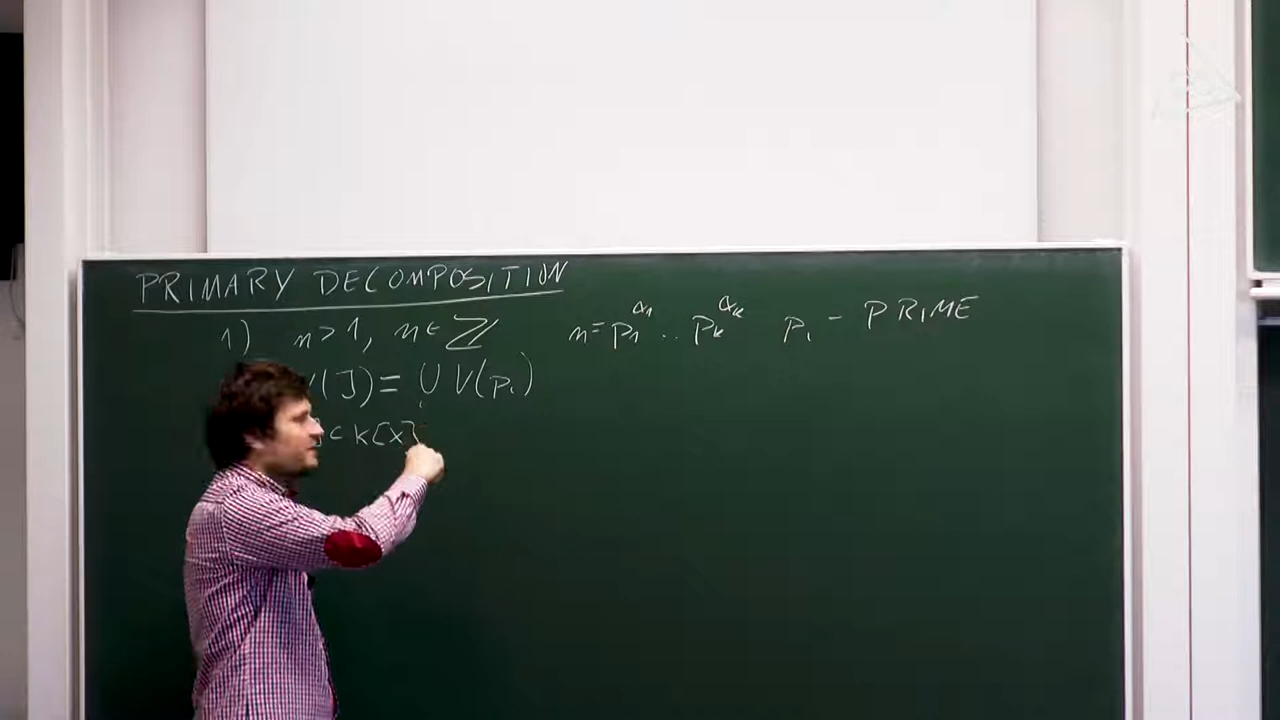 PRIMARY DECOMPOSITION
1) n > 1, n ∈ ℤ n = p₁^α₁ .. pₖ^αₖ pᵢ - PRIME
(J) = ∪ᵢ V(pᵢ)
⊂ k[x]